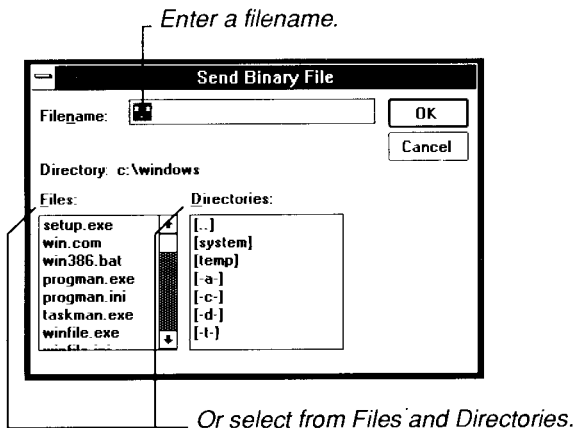 Enter a filename.
Send Binary File
Filename:
OK
Cancel
Directory: c:\windows
Files:
Directories:
setup.exe
win.com
win386.bat
progman.exe
progman.ini
taskman.exe
winfile.exe
[..]
[system]
[temp]
[-a-]
[-c-]
[-d-]
[-t-]
Or select from Files and Directories.